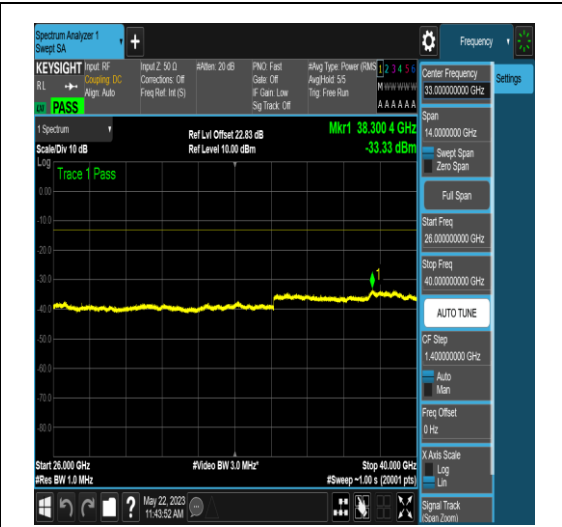 Spectrum Analyzer 1
Swept SA
+
Frequency
KEYSIGHT
RL
PASS
Input: RF
Coupling: DC
Align: Auto
Input Z: 50 Ω
Corrections: Off
Freq Ref: Int (S)
#Atten: 20 dB
PNO: Fast
Gate: Off
IF Gain: Low
Sig Track: Off
#Avg Type: Power (RMS
Avg|Hold: 5/5
Trig: Free Run
1 2 3 4 5 6
M W W W W W
A A A A A A
Center Frequency
33.000000000 GHz
Settings
Span
14.0000000 GHz
Swept Span
Zero Span
Full Span
Start Freq
26.000000000 GHz
Stop Freq
40.000000000 GHz
AUTO TUNE
CF Step
1.400000000 GHz
Auto
Man
Freq Offset
0 Hz
X Axis Scale
Log
Lin
Signal Track
(Span Zoom)
1 Spectrum
Scale/Div 10 dB
Ref Lvl Offset 22.83 dB
Ref Level 10.00 dBm
Mkr1 38.300 4 GHz
-33.33 dBm
Log
Trace 1 Pass
0.00
-10.0
-20.0
-30.0
-40.0
-50.0
-60.0
-70.0
-80.0
1
Start 26.000 GHz
#Res BW 1.0 MHz
#Video BW 3.0 MHz*
Stop 40.000 GHz
#Sweep ~1.00 s (20001 pts)
?
May 22, 2023
11:43:52 AM